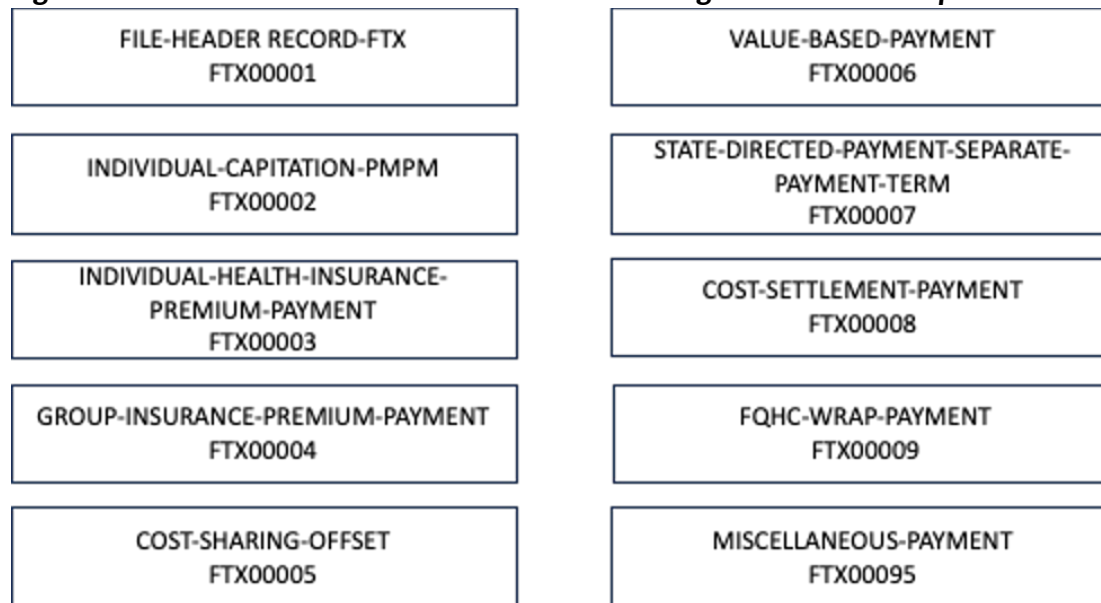 FILE-HEADER RECORD-FTX
FTX00001
INDIVIDUAL-CAPITATION-PMPM
FTX00002
INDIVIDUAL-HEALTH-INSURANCE-
PREMIUM-PAYMENT
FTX00003
GROUP-INSURANCE-PREMIUM-PAYMENT
FTX00004
COST-SHARING-OFFSET
FTX00005
VALUE-BASED-PAYMENT
FTX00006
STATE-DIRECTED-PAYMENT-SEPARATE-
PAYMENT-TERM
FTX00007
COST-SETTLEMENT-PAYMENT
FTX00008
FQHC-WRAP-PAYMENT
FTX00009
MISCELLANEOUS-PAYMENT
FTX00095